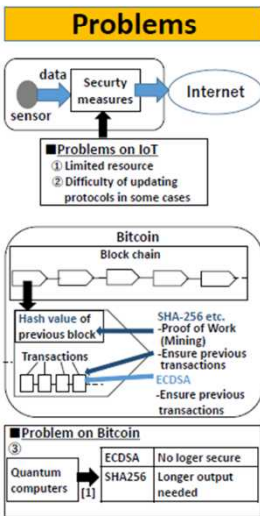 Problems
data
Securty
measures
Internet
sensor
■Problems on IoT
① Limited resource
② Difficulty of updating
protocols in some cases
Bitcoin
Block chain
Hash value of
previous block
SHA-256 etc.
-Proof of Work
(Mining)
-Ensure previous
transactions
Transactions
ECDSA
-Ensure previous
transactions
■Problem on Bitcoin
③
Quantum
computers
[1]
ECDSA No loger secure
SHA256 Longer output
needed